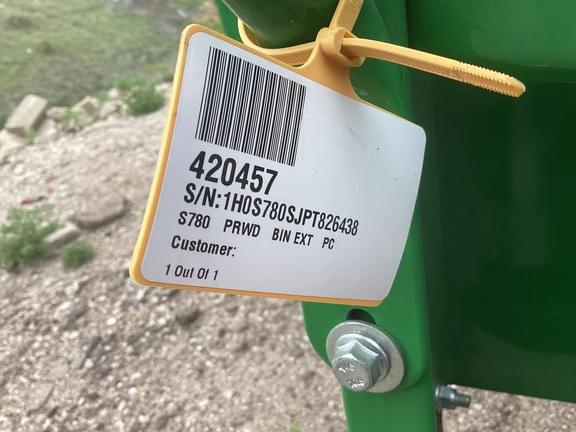 420457
S/N:1H0S780SJPT826438
S780 PRWD BIN EXT PC
Customer:
1 Out Of 1